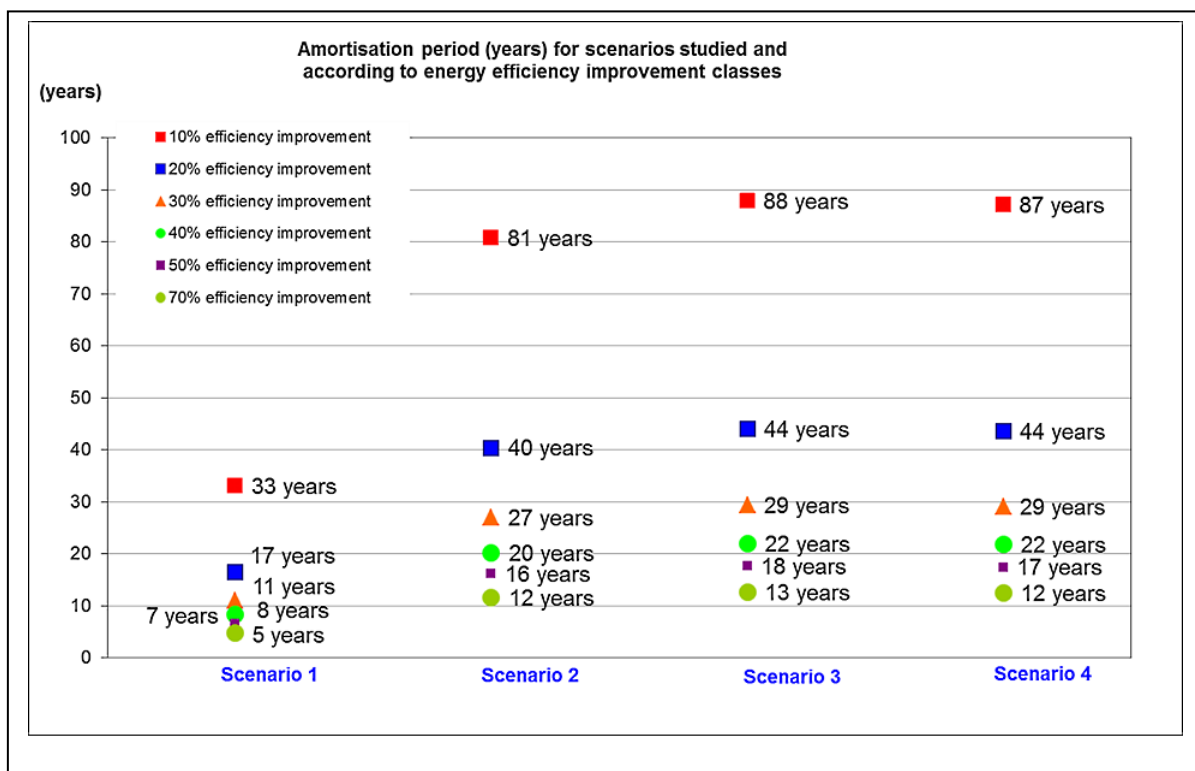 Amortisation period (years) for scenarios studied and
according to energy efficiency improvement classes
(years)
100
90
80
70
60
50
40
30
20
10
0
10% efficiency improvement
20% efficiency improvement
30% efficiency improvement
40% efficiency improvement
50% efficiency improvement
70% efficiency improvement
33 years
17 years
11 years
8 years
7 years
5 years
81 years
40 years
27 years
20 years
16 years
12 years
88 years
44 years
29 years
22 years
18 years
13 years
87 years
44 years
29 years
22 years
17 years
12 years
Scenario 1
Scenario 2
Scenario 3
Scenario 4